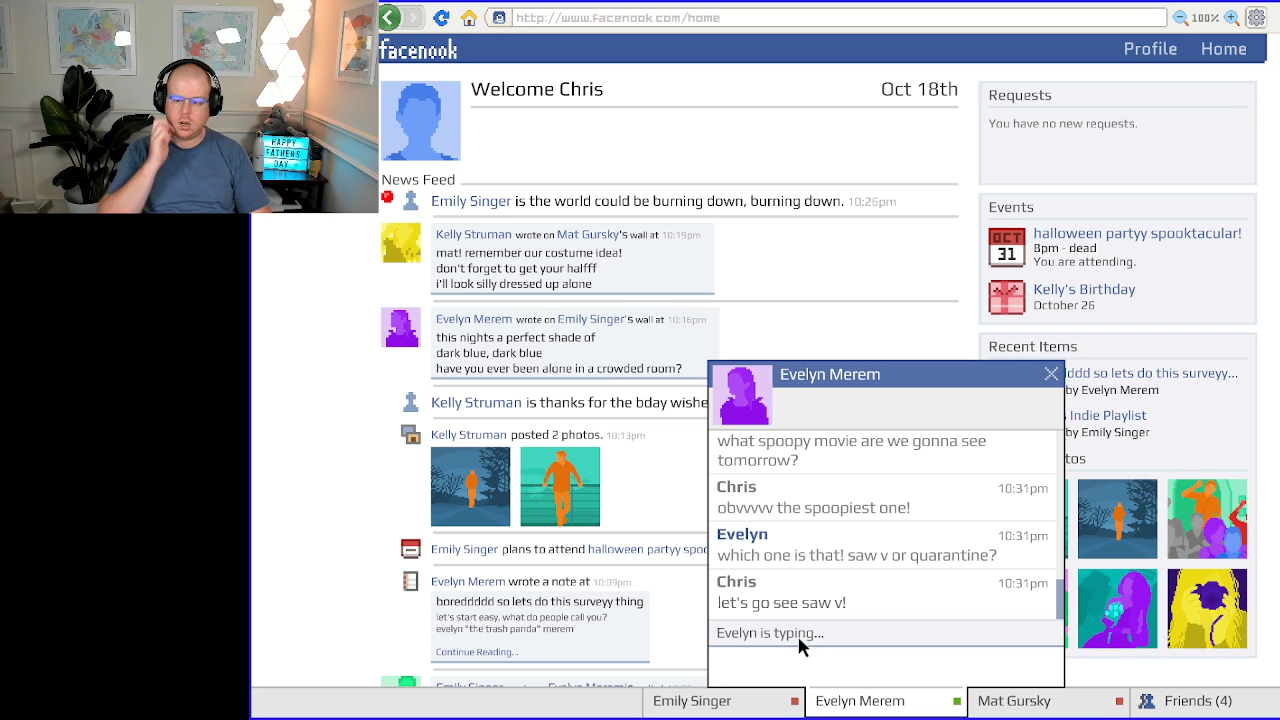 http://www.facenook.com/home
100%
facenook
Profile
Home
HAPPY
FATHERS
DAY
Welcome Chris
Oct 18th
News Feed
Emily Singer is the world could be burning down, burning down. 10:26pm
Kelly Struman wrote on Mat Gursky's wall at 10:19pm
mat! remember our costume idea!
don't forget to get your halfff
i'll look silly dressed up alone
Evelyn Merem wrote on Emily Singer's wall at 10:16pm
this nights a perfect shade of
dark blue, dark blue
have you ever been alone in a crowded room?
Kelly Struman is thanks for the bday wishe
Kelly Struman posted 2 photos. 10:13pm
Emily Singer plans to attend halloween partyy spoo
Evelyn Merem wrote a note at 10:09pm
boreddddd so lets do this surveyy thing
let's start easy, what do people call you?
evelyn "the trash panda" merem
Continue Reading...
Requests
You have no new requests.
Events
OCT
31
halloween partyy spooktacular!
8pm - dead
You are attending.
Kelly's Birthday
October 26
Recent Items
ddd so lets do this surveyy...
by Evelyn Merem
Indie Playlist
by Emily Singer
tos
Evelyn Merem
what spoopy movie are we gonna see
tomorrow?
Chris
10:31pm
obvvvvv the spoopiest one!
Evelyn
10:31pm
which one is that! saw v or quarantine?
Chris
10:31pm
let's go see saw v!
Evelyn is typing...
Emily Singer
Evelyn Merem
Mat Gursky
Friends (4)